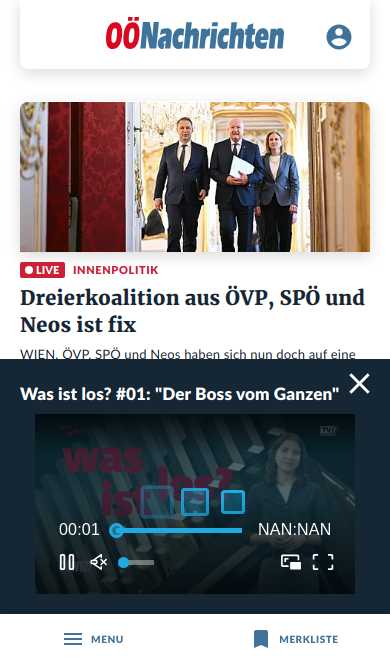 OÖNachrichten
LIVE INNENPOLITIK
Dreierkoalition aus ÖVP, SPÖ und
Neos ist fix
WIEN. ÖVP, SPÖ und Neos haben sich nun doch auf eine
Was ist los? #01: "Der Boss vom Ganzen"
was
ist los?
TV1
00:01
NAN:NAN
MENU
MERKLISTE